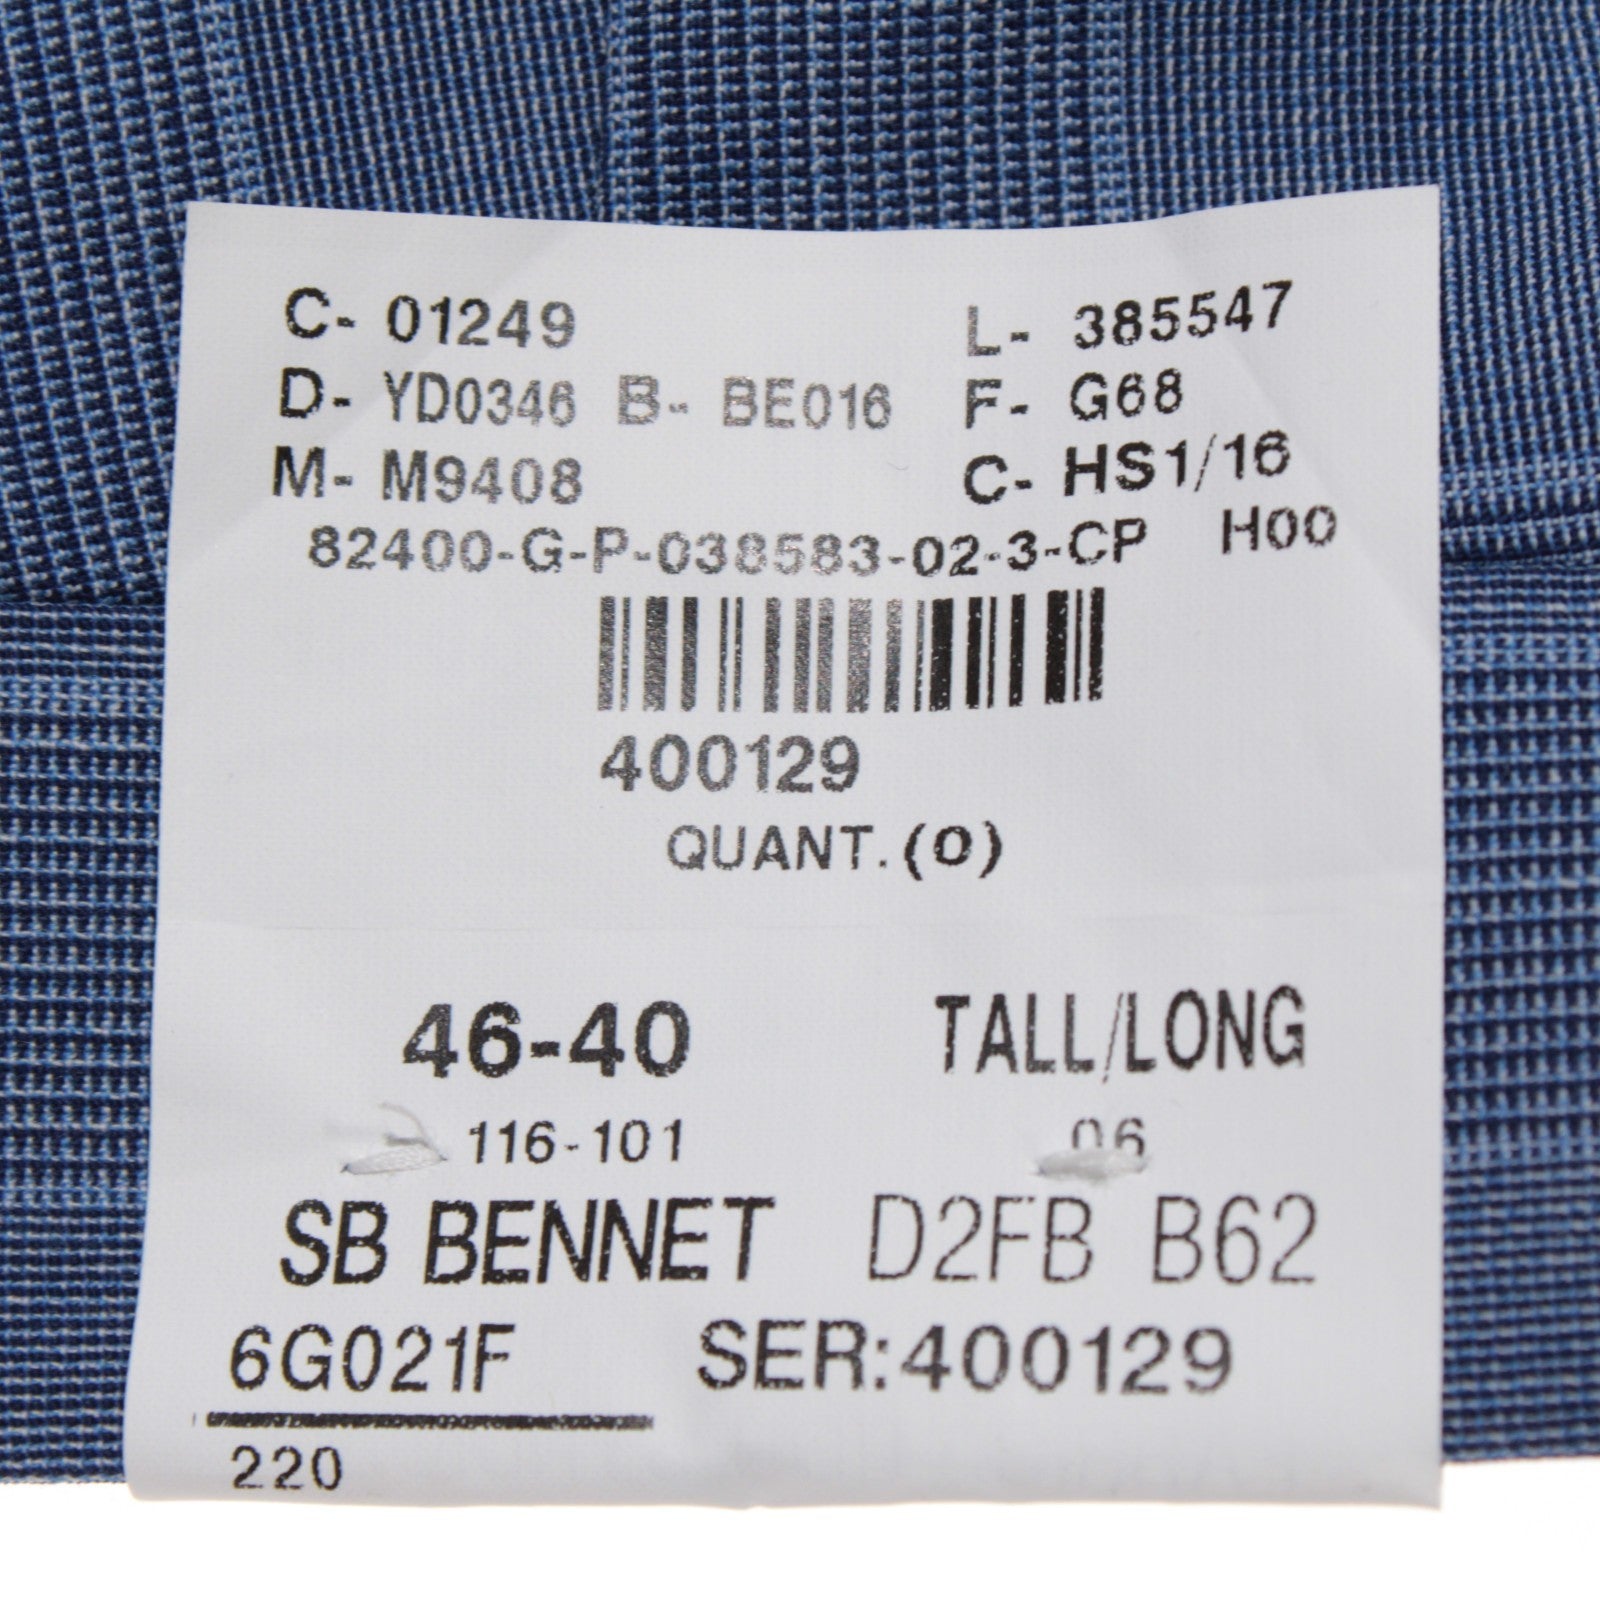 C- 01249 L- 385547
D- YD0346 B- BE016 F- G68
M- M9408 C- HS1/16
82400-G-P-038583-02-3-CP H00
400129
QUANT.(0)
46-40 TALL/LONG
116-101 06
SB BENNET D2FB B62
6G021F SER:400129
220